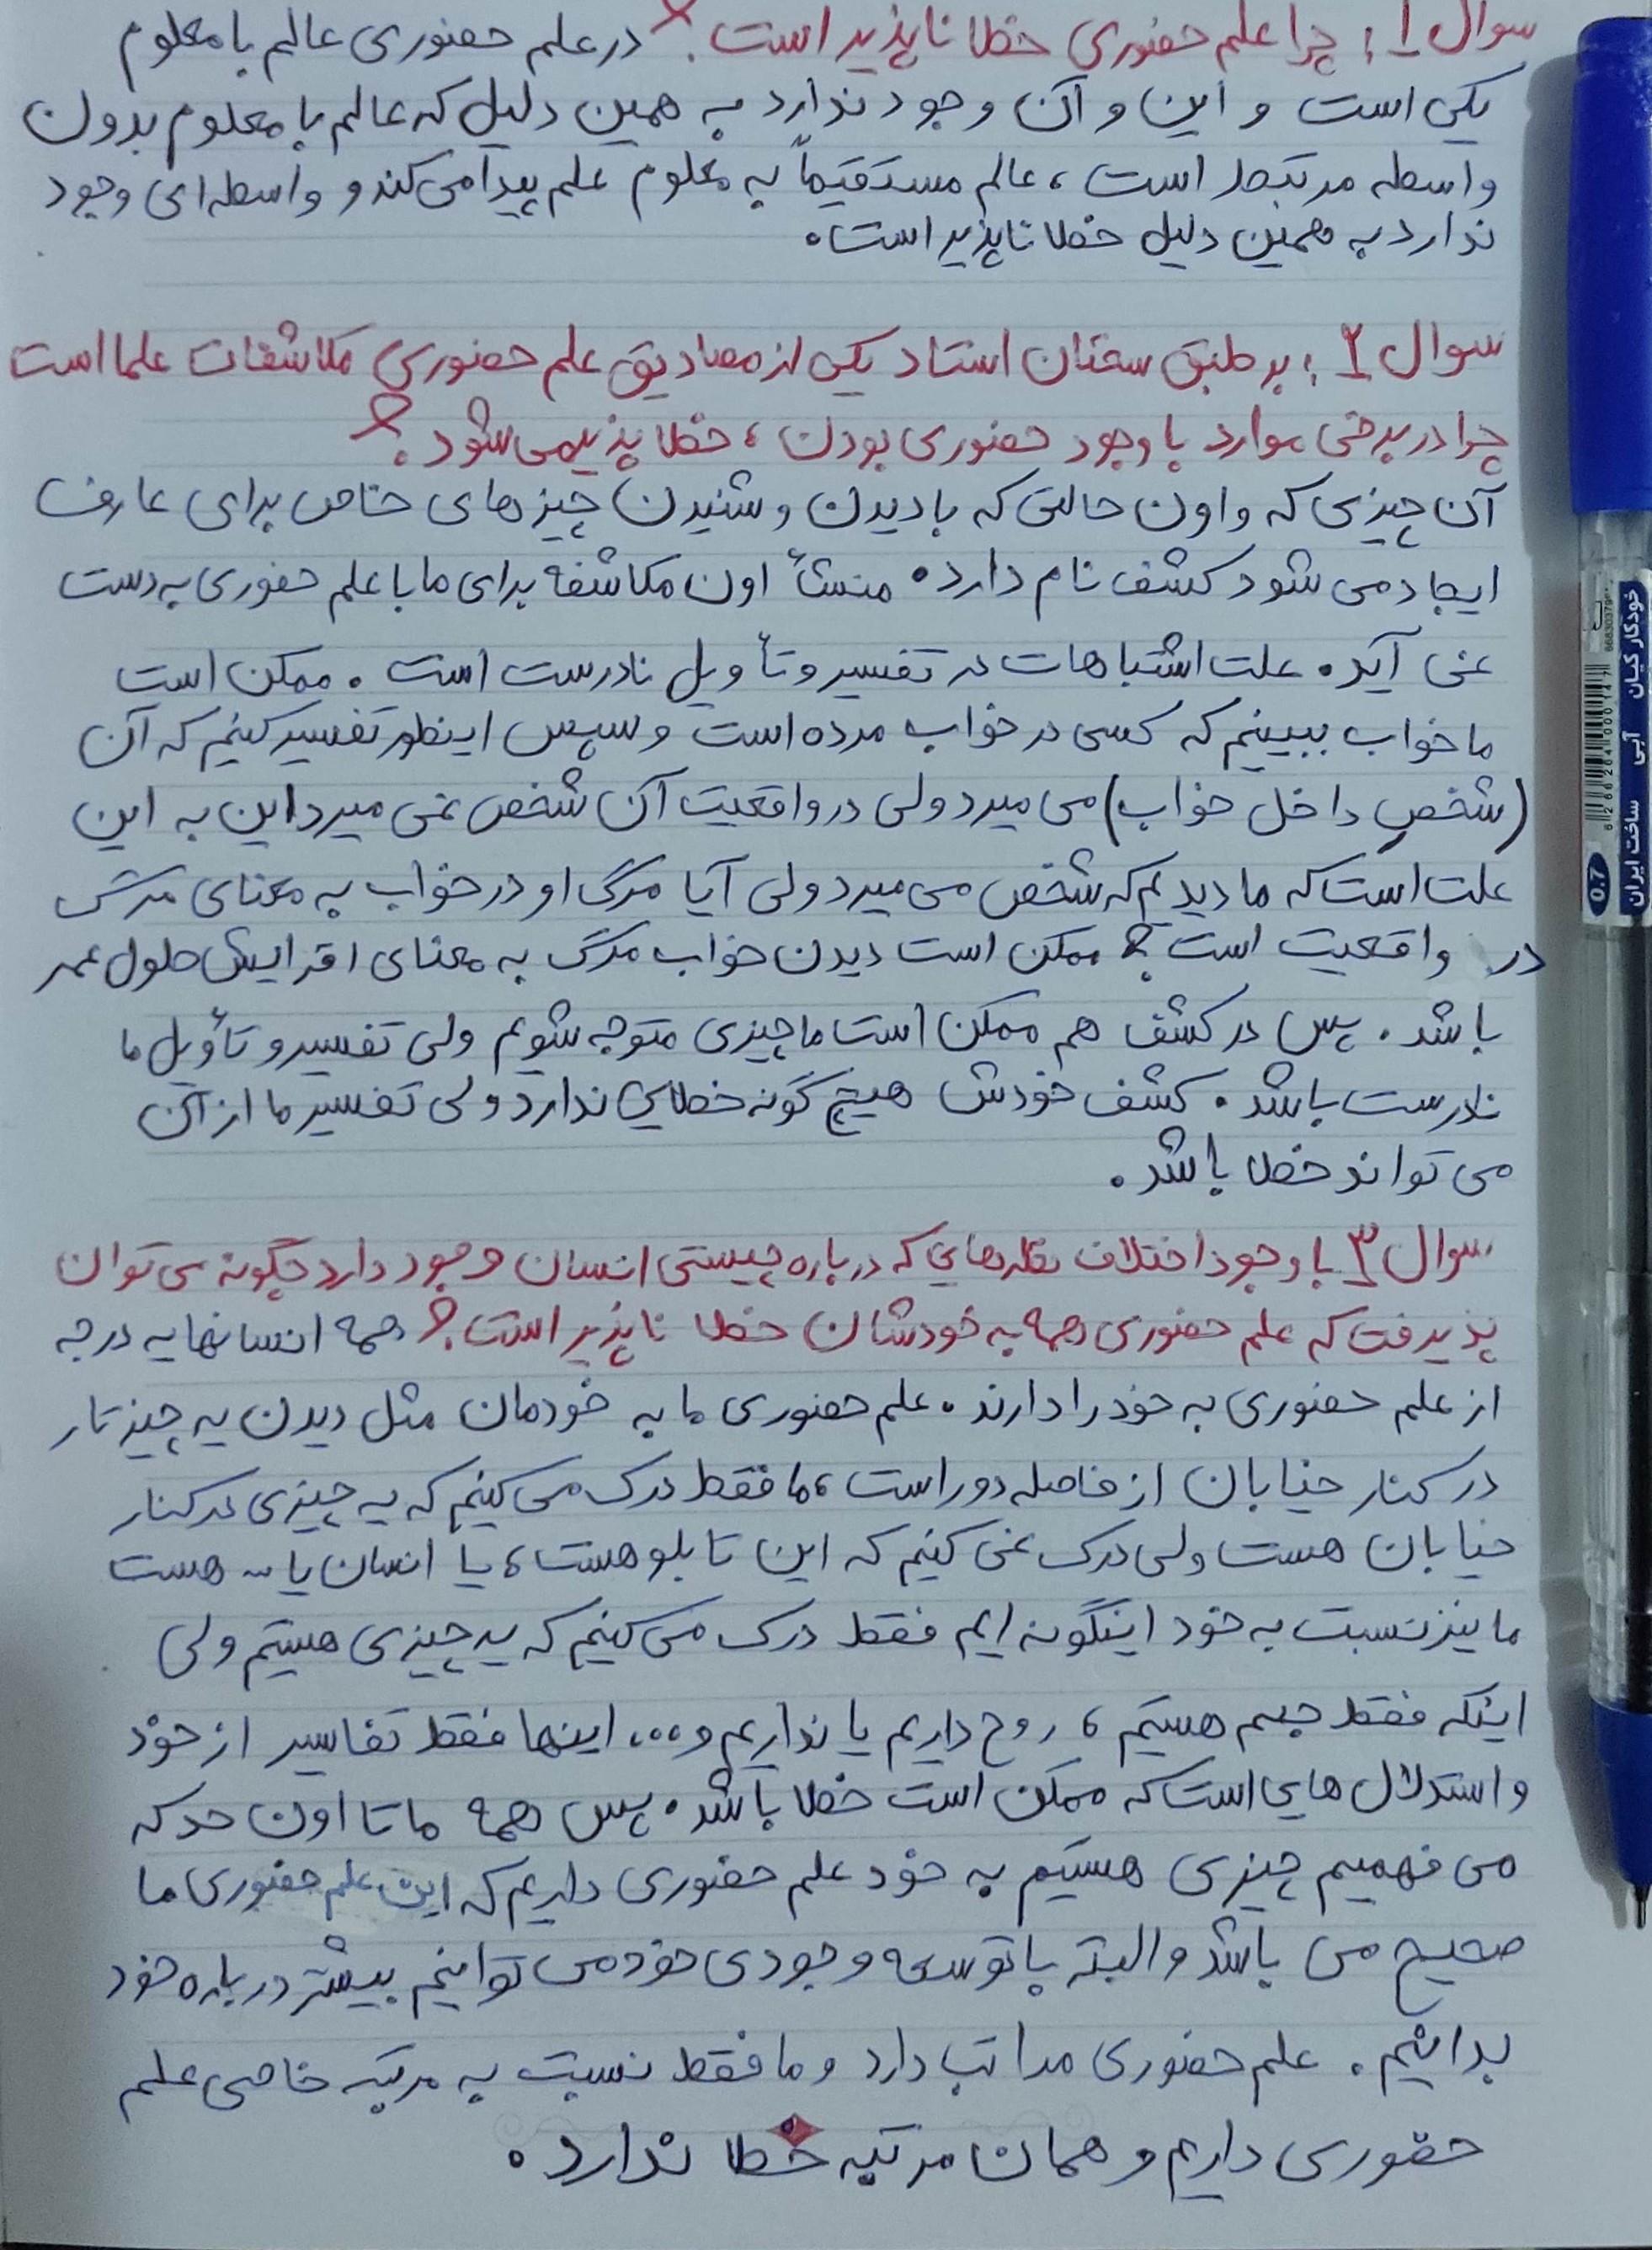 سوال ۱: چرا علم حضوری خطا ناپذیر است؟ در علم حضوری عالم با معلوم
یکی است و این و آن وجود ندارد به همین دلیل که عالم با معلوم بدون
واسطه مرتبط است، عالم مستقیماً به معلوم علم پیدا می کند و واسطه ای وجود
ندارد به همین دلیل خطا ناپذیر است.
سوال ۲: بر طبق سخنان استاد یکی از مصادیق علم حضوری مکاشفات علما است
چرا در برخی موارد با وجود حضوری بودن، خطا پذیر می شود؟
آن چیزی که و اون حالتی که با دیدن و شنیدن چیزهای خاص برای عارف
ایجاد می شود کشف نام دارد. منشأ اون مکاشفه برای ما با علم حضوری به دست
نمی آید. علت اشتباهات در تفسیر و تأویل نادرست است. ممکن است
ما خواب ببینیم که کسی در خواب مرده است و سپس اینطور تفسیر کنیم که آن
(شخص داخل خواب) می میرد ولی در واقعیت آن شخص نمی میرد این به این
علت است که ما دیدیم که شخص می میرد ولی آیا مرگ او در خواب به معنای مرگش
در واقعیت است؟ ممکن است دیدن خواب مرگ به معنای افزایش طول عمر
باشد. پس در کشف هم ممکن است ما چیزی متوجه شویم ولی تفسیر و تأویل ما
نادرست باشد. کشف خودش هیچ گونه خطایی ندارد ولی تفسیر ما از آن
می تواند خطا باشد.
سوال ۳ با وجود اختلاف نظرهایی که درباره چیستی انسان وجود دارد چگونه می توان
پذیرفت که علم حضوری همه به خودشان خطا ناپذیر است؟ همه انسانها یه درجه
از علم حضوری به خود را دارند. علم حضوری ما به خودمان مثل دیدن یه چیز تار
در کنار خیابان از فاصله دور است، ما فقط درک می کنیم که یه چیزی در کنار
خیابان هست ولی درک نمی کنیم که این تابلو هست، یا انسان یا ... هست
ما نیز نسبت به خود اینگونه ایم فقط درک می کنیم که یه چیزی هستیم ولی
اینکه فقط جسم هستیم، روح داریم یا نداریم و ...، اینها فقط تفاسیر از خود
و استدلال هایی است که ممکن است خطا باشد. پس همه ما تا اون حد که
می فهمیم چیزی هستیم به خود علم حضوری داریم که این علم حضوری ما
صحیح می باشد و البته با توسعه وجودی خود می توانیم بیشتر درباره خود
بدانیم. علم حضوری مراتب دارد و ما فقط نسبت به مرتبه خاصی علم
حضوری داریم و همان مرتبه خطا ندارد.
خودکار کیان آبی ساخت ایران
0.7